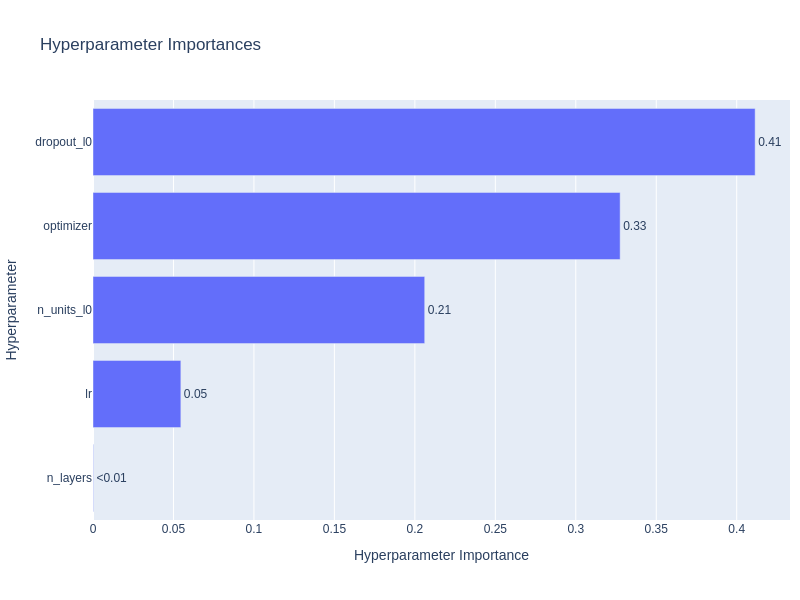 Hyperparameter Importances
dropout_l0
0.41
optimizer
0.33
n_units_l0
0.21
lr
0.05
n_layers
<0.01
0
0.05
0.1
0.15
0.2
0.25
0.3
0.35
0.4
Hyperparameter Importance
Hyperparameter